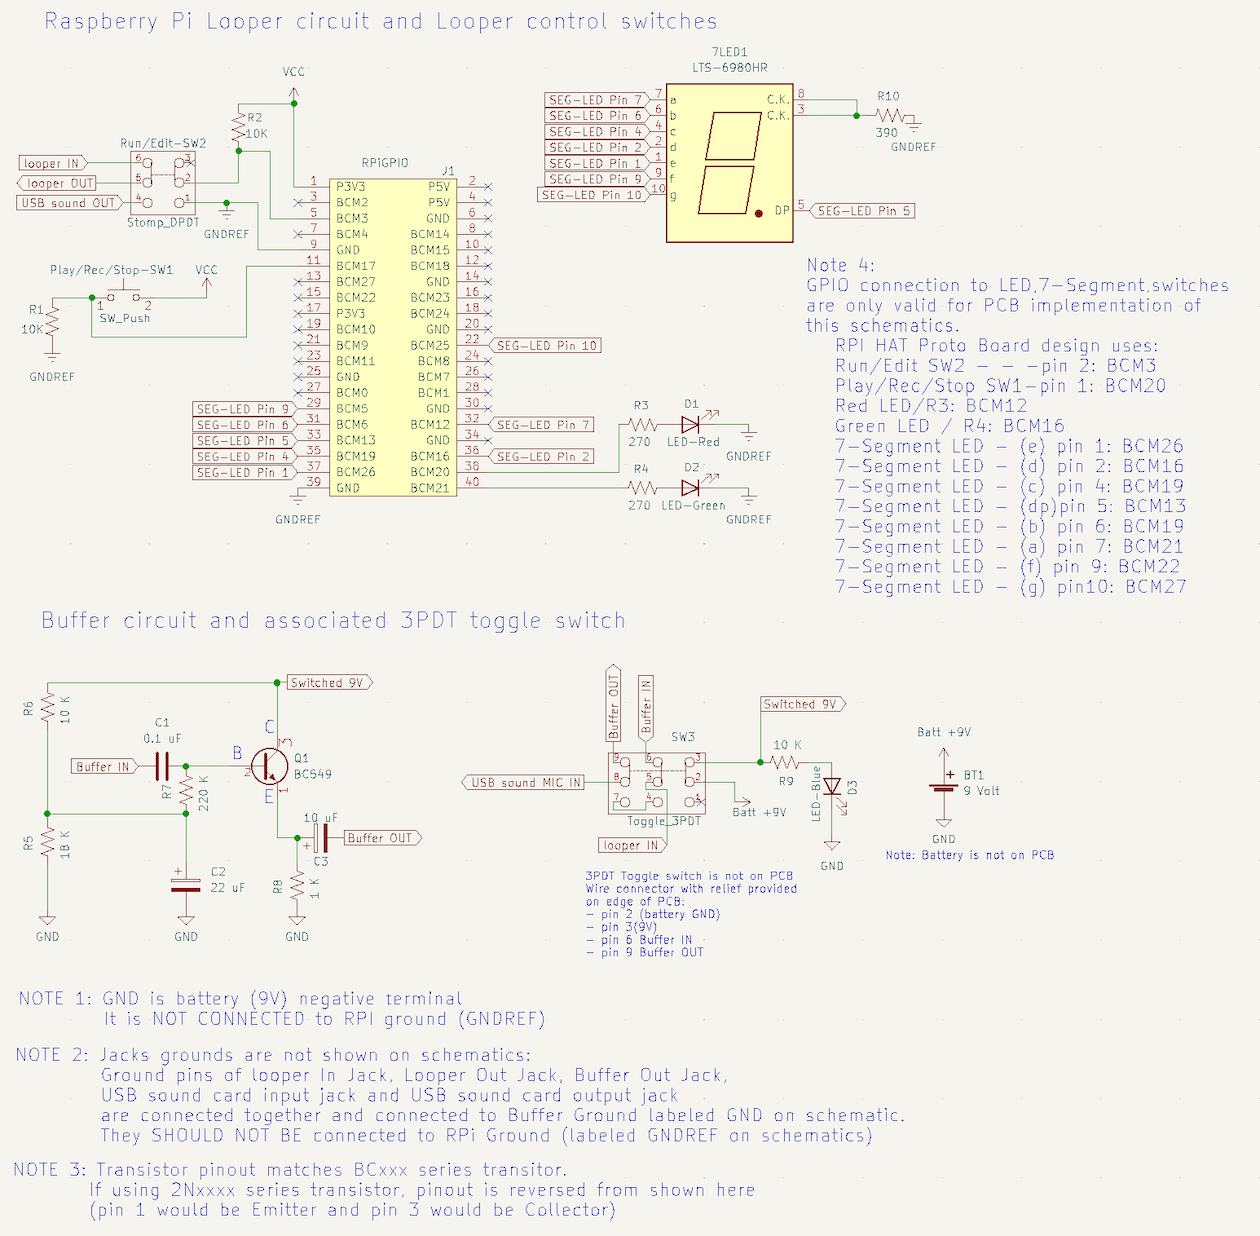 Raspberry Pi Looper circuit and Looper control switches
VCC
R2
10K
Run/Edit-SW2
looper IN
looper OUT
USB sound OUT
6
5
4
3
2
1
Stomp_DPDT
GNDREF
Play/Rec/Stop-SW1
VCC
1
2
SW_Push
R1
10K
GNDREF
RPiGPIO
J1
1 P3V3 P5V 2
3 BCM2 P5V 4
5 BCM3 GND 6
7 BCM4 BCM14 8
9 GND BCM15 10
11 BCM17 BCM18 12
13 BCM27 GND 14
15 BCM22 BCM23 16
17 P3V3 BCM24 18
19 BCM10 GND 20
21 BCM9 BCM25 22 SEG-LED Pin 10
23 BCM11 BCM8 24
25 GND BCM7 26
27 BCM0 BCM1 28
SEG-LED Pin 9 29 BCM5 GND 30
SEG-LED Pin 6 31 BCM6 BCM12 32 SEG-LED Pin 7
SEG-LED Pin 5 33 BCM13 GND 34
SEG-LED Pin 4 35 BCM19 BCM16 36 SEG-LED Pin 2
SEG-LED Pin 1 37 BCM26 BCM20 38
39 GND BCM21 40
GNDREF
R3
270
D1
LED-Red
GNDREF
R4
270
D2
LED-Green
GNDREF
7LED1
LTS-6980HR
SEG-LED Pin 7 7 a C.K. 8
SEG-LED Pin 6 6 b C.K. 3
SEG-LED Pin 4 4 c
SEG-LED Pin 2 2 d
SEG-LED Pin 1 1 e
SEG-LED Pin 9 9 f
SEG-LED Pin 10 10 g
DP 5 SEG-LED Pin 5
R10
390
GNDREF
Note 4:
GPIO connection to LED,7-Segment,switches
are only valid for PCB implementation of
this schematics.
RPI HAT Proto Board design uses:
Run/Edit SW2 - - -pin 2: BCM3
Play/Rec/Stop SW1-pin 1: BCM20
Red LED/R3: BCM12
Green LED / R4: BCM16
7-Segment LED - (e) pin 1: BCM26
7-Segment LED - (d) pin 2: BCM16
7-Segment LED - (c) pin 4: BCM19
7-Segment LED - (dp)pin 5: BCM13
7-Segment LED - (b) pin 6: BCM19
7-Segment LED - (a) pin 7: BCM21
7-Segment LED - (f) pin 9: BCM22
7-Segment LED - (g) pin10: BCM27
Buffer circuit and associated 3PDT toggle switch
Switched 9V
R6
10 K
C1
0.1 uF
Buffer IN
B
C
E
2
3
1
Q1
BC549
R7
220 K
R5
18 K
C2
22 uF
10 uF
C3
Buffer OUT
R8
1 K
GND
GND
GND
Buffer OUT
Buffer IN
SW3
USB sound MIC IN
9
8
7
6
5
4
3
2
1
Toggle_3PDT
looper IN
Switched 9V
10 K
R9
Batt +9V
LED-Blue
D3
GND
Batt +9V
BT1
9 Volt
GND
Note: Battery is not on PCB
3PDT Toggle switch is not on PCB
Wire connector with relief provided
on edge of PCB:
- pin 2 (battery GND)
- pin 3(9V)
- pin 6 Buffer IN
- pin 9 Buffer OUT
NOTE 1: GND is battery (9V) negative terminal
It is NOT CONNECTED to RPI ground (GNDREF)
NOTE 2: Jacks grounds are not shown on schematics:
Ground pins of looper In Jack, Looper Out Jack, Buffer Out Jack,
USB sound card input jack and USB sound card output jack
are connected together and connected to Buffer Ground labeled GND on schematic.
They SHOULD NOT BE connected to RPi Ground (labeled GNDREF on schematics)
NOTE 3: Transistor pinout matches BCxxx series transitor.
If using 2Nxxxx series transistor, pinout is reversed from shown here
(pin 1 would be Emitter and pin 3 would be Collector)